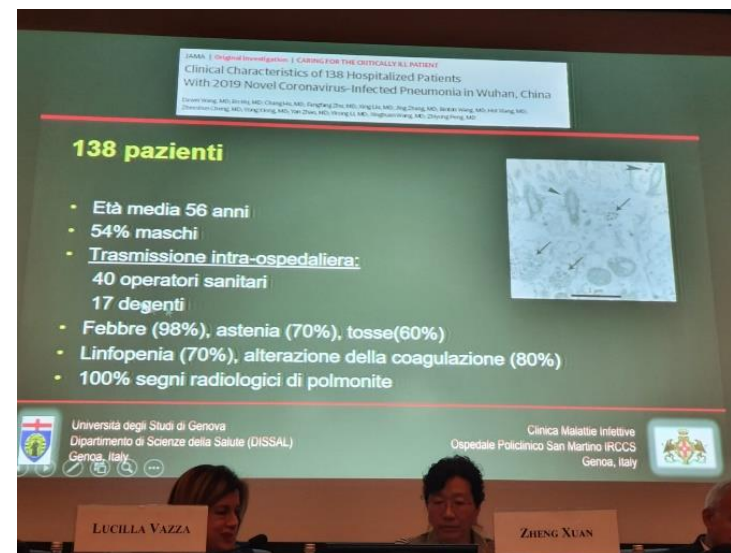 JAMA | Original Investigation | CARING FOR THE CRITICALLY ILL PATIENT
Clinical Characteristics of 138 Hospitalized Patients
With 2019 Novel Coronavirus-Infected Pneumonia in Wuhan, China
138 pazienti
• Età media 56 anni
• 54% maschi
• Trasmissione intra-ospedaliera:
40 operatori sanitari
17 degenti
• Febbre (98%), astenia (70%), tosse(60%)
• Linfopenia (70%), alterazione della coagulazione (80%)
• 100% segni radiologici di polmonite
Università degli Studi di Genova
Dipartimento di Scienze della Salute (DISSAL)
Genoa, Italy
Clinica Malattie Infettive
Ospedale Policlinico San Martino IRCCS
Genoa, Italy
LUCILLA VAZZA
ZHENG XUAN